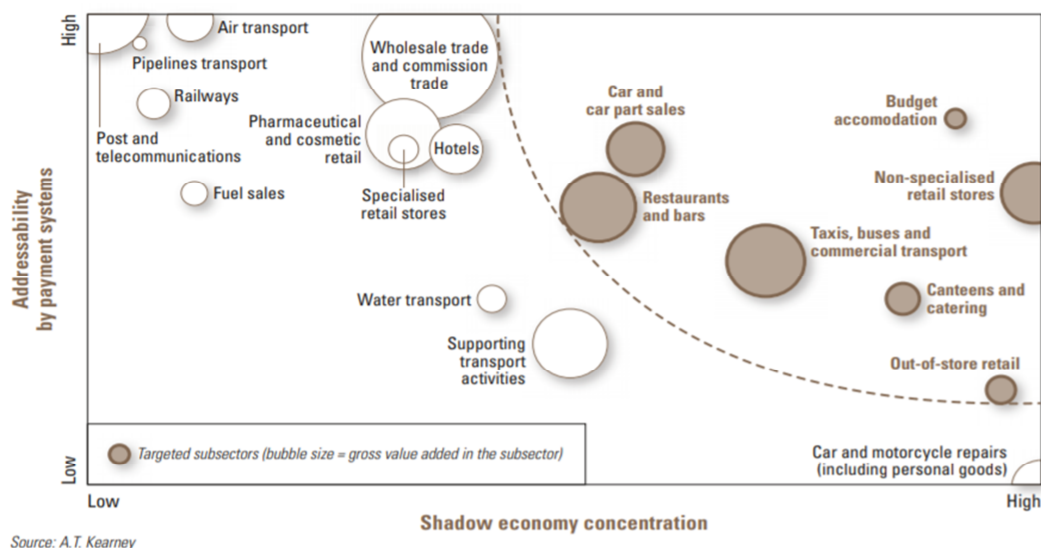 High
Addressability
by payment systems
Low
Air transport
Pipelines transport
Railways
Post and
telecommunications
Fuel sales
Wholesale trade
and commission
trade
Pharmaceutical
and cosmetic
retail
Hotels
Specialised
retail stores
Car and
car part sales
Restaurants
and bars
Budget
accomodation
Non-specialised
retail stores
Taxis, buses and
commercial transport
Canteens and
catering
Water transport
Supporting
transport
activities
Out-of-store retail
Car and motorcycle repairs
(including personal goods)
Targeted subsectors (bubble size = gross value added in the subsector)
Low
High
Shadow economy concentration
Source: A.T. Kearney